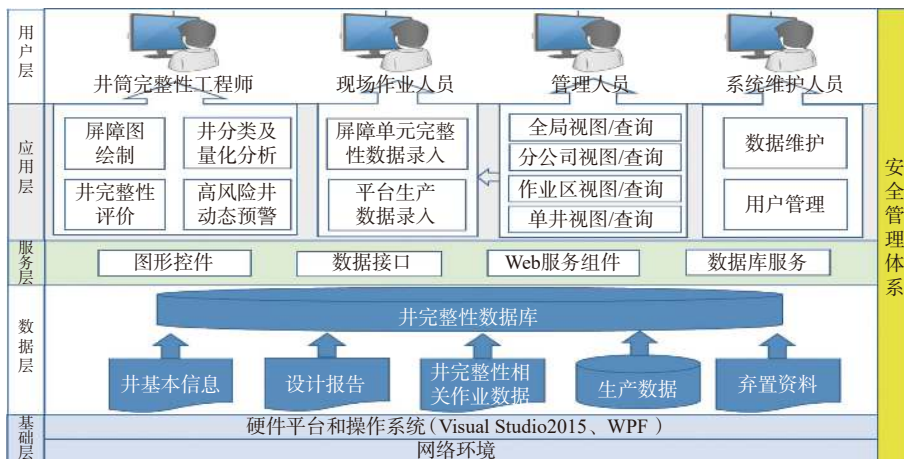 用户层
井筒完整性工程师
现场作业人员
管理人员
系统维护人员
应用层
屏障图
绘制
井分类及
量化分析
井完整性
评价
高风险井
动态预警
屏障单元完整
性数据录入
平台生产
数据录入
全局视图/查询
分公司视图/查询
作业区视图/查询
单井视图/查询
数据维护
用户管理
服务层
图形控件
数据接口
Web服务组件
数据库服务
数据层
井完整性数据库
井基本信息
设计报告
井完整性相
关作业数据
生产数据
弃置资料
基础层
硬件平台和操作系统（Visual Studio2015、WPF ）
网络环境
安全管理体系